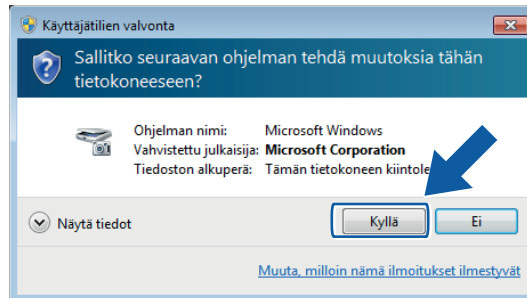 Käyttäjätilien valvonta
Sallitko seuraavan ohjelman tehdä muutoksia tähän
tietokoneeseen?
Ohjelman nimi: Microsoft Windows
Vahvistettu julkaisija: Microsoft Corporation
Tiedoston alkuperä: Tämän tietokoneen
Näytä tiedot
Kyllä
Ei
Muuta, milloin nämä ilmoitukset ilmestyvät